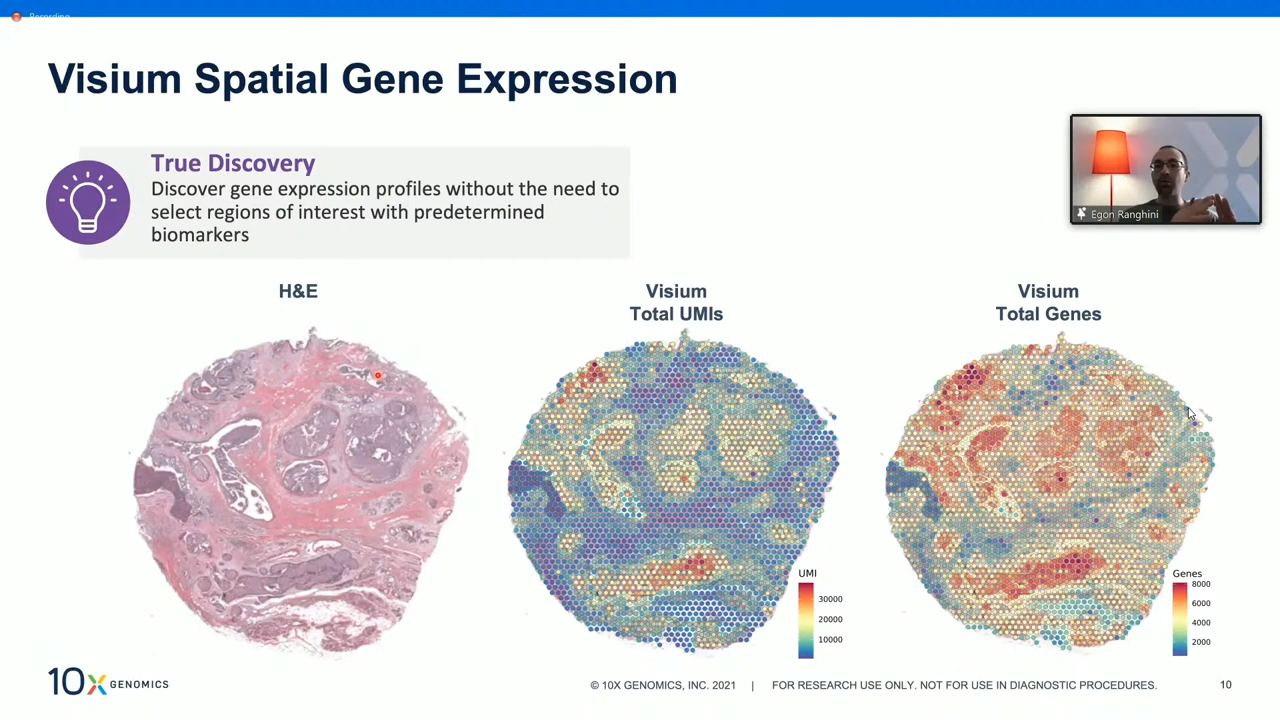 Recording
Visium Spatial Gene Expression
True Discovery
Discover gene expression profiles without the need to
select regions of interest with predetermined
biomarkers
Egon Ranghini
H&E
Visium
Total UMIs
Visium
Total Genes
UMI
30000
20000
10000
Genes
8000
6000
4000
2000
10X GENOMICS
© 10X GENOMICS, INC. 2021 | FOR RESEARCH USE ONLY. NOT FOR USE IN DIAGNOSTIC PROCEDURES.
10